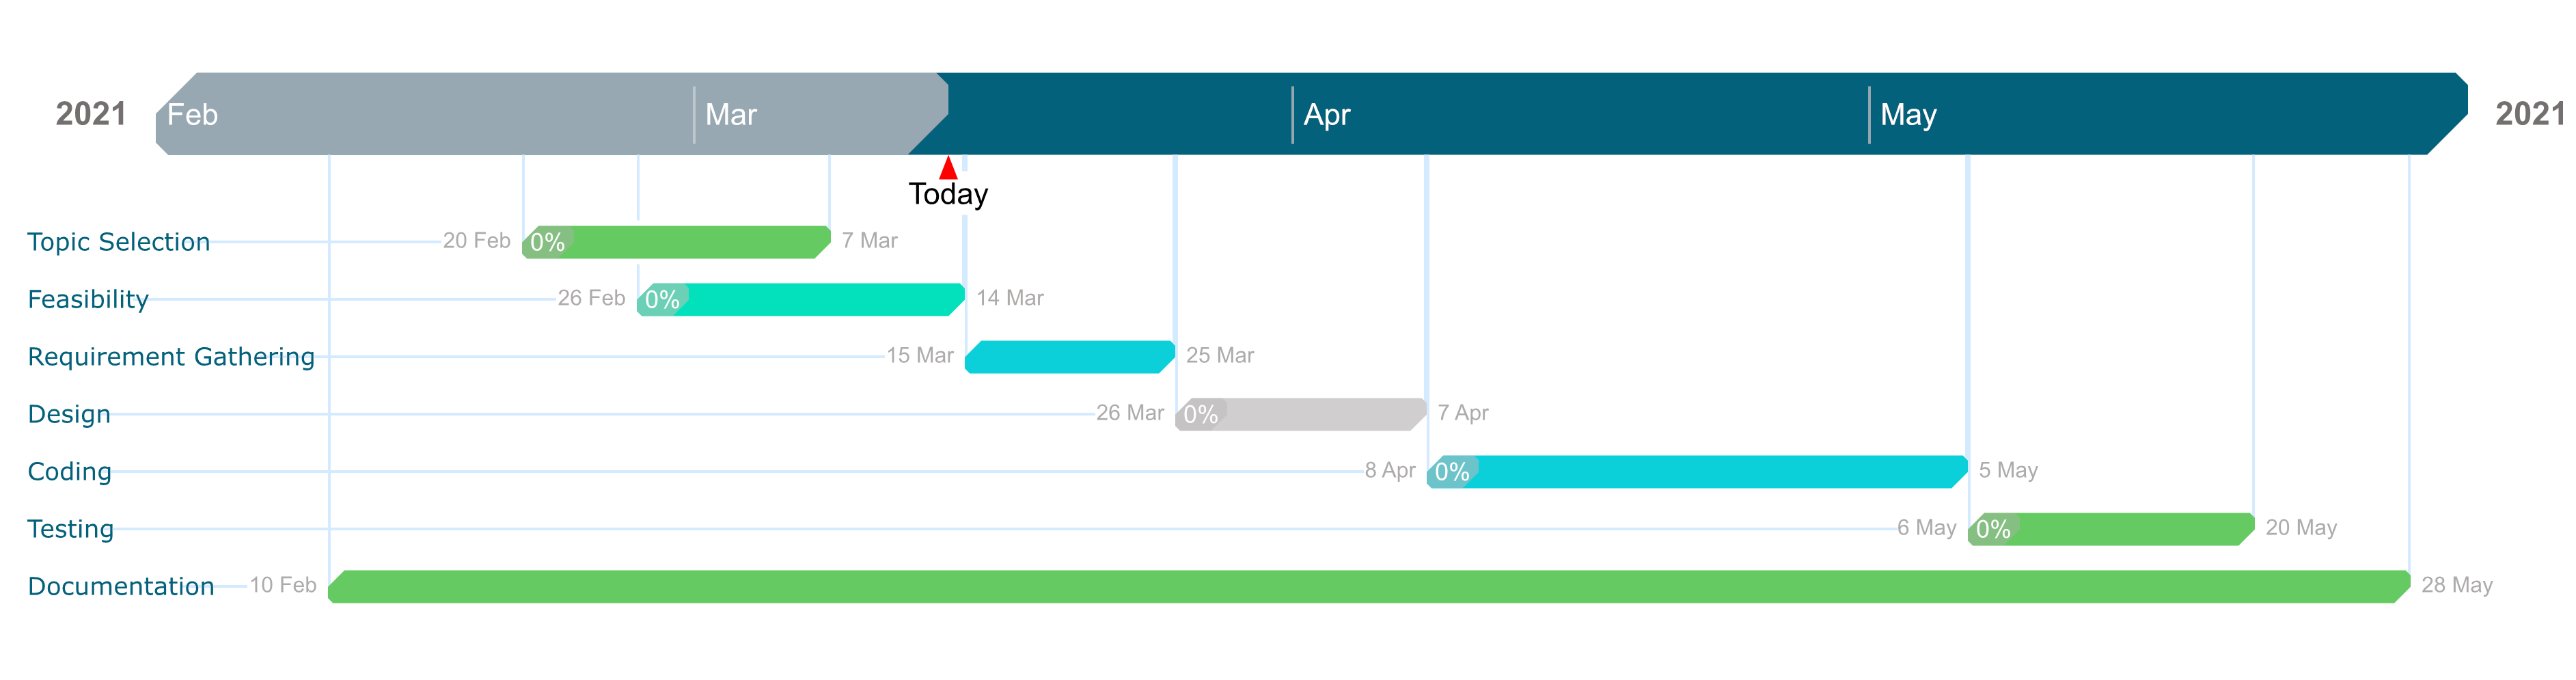 2021 Feb Mar Apr May 2021
Today
Topic Selection 20 Feb 0% 7 Mar
Feasibility 26 Feb 0% 14 Mar
Requirement Gathering 15 Mar 25 Mar
Design 26 Mar 0% 7 Apr
Coding 8 Apr 0% 5 May
Testing 6 May 0% 20 May
Documentation 10 Feb 28 May